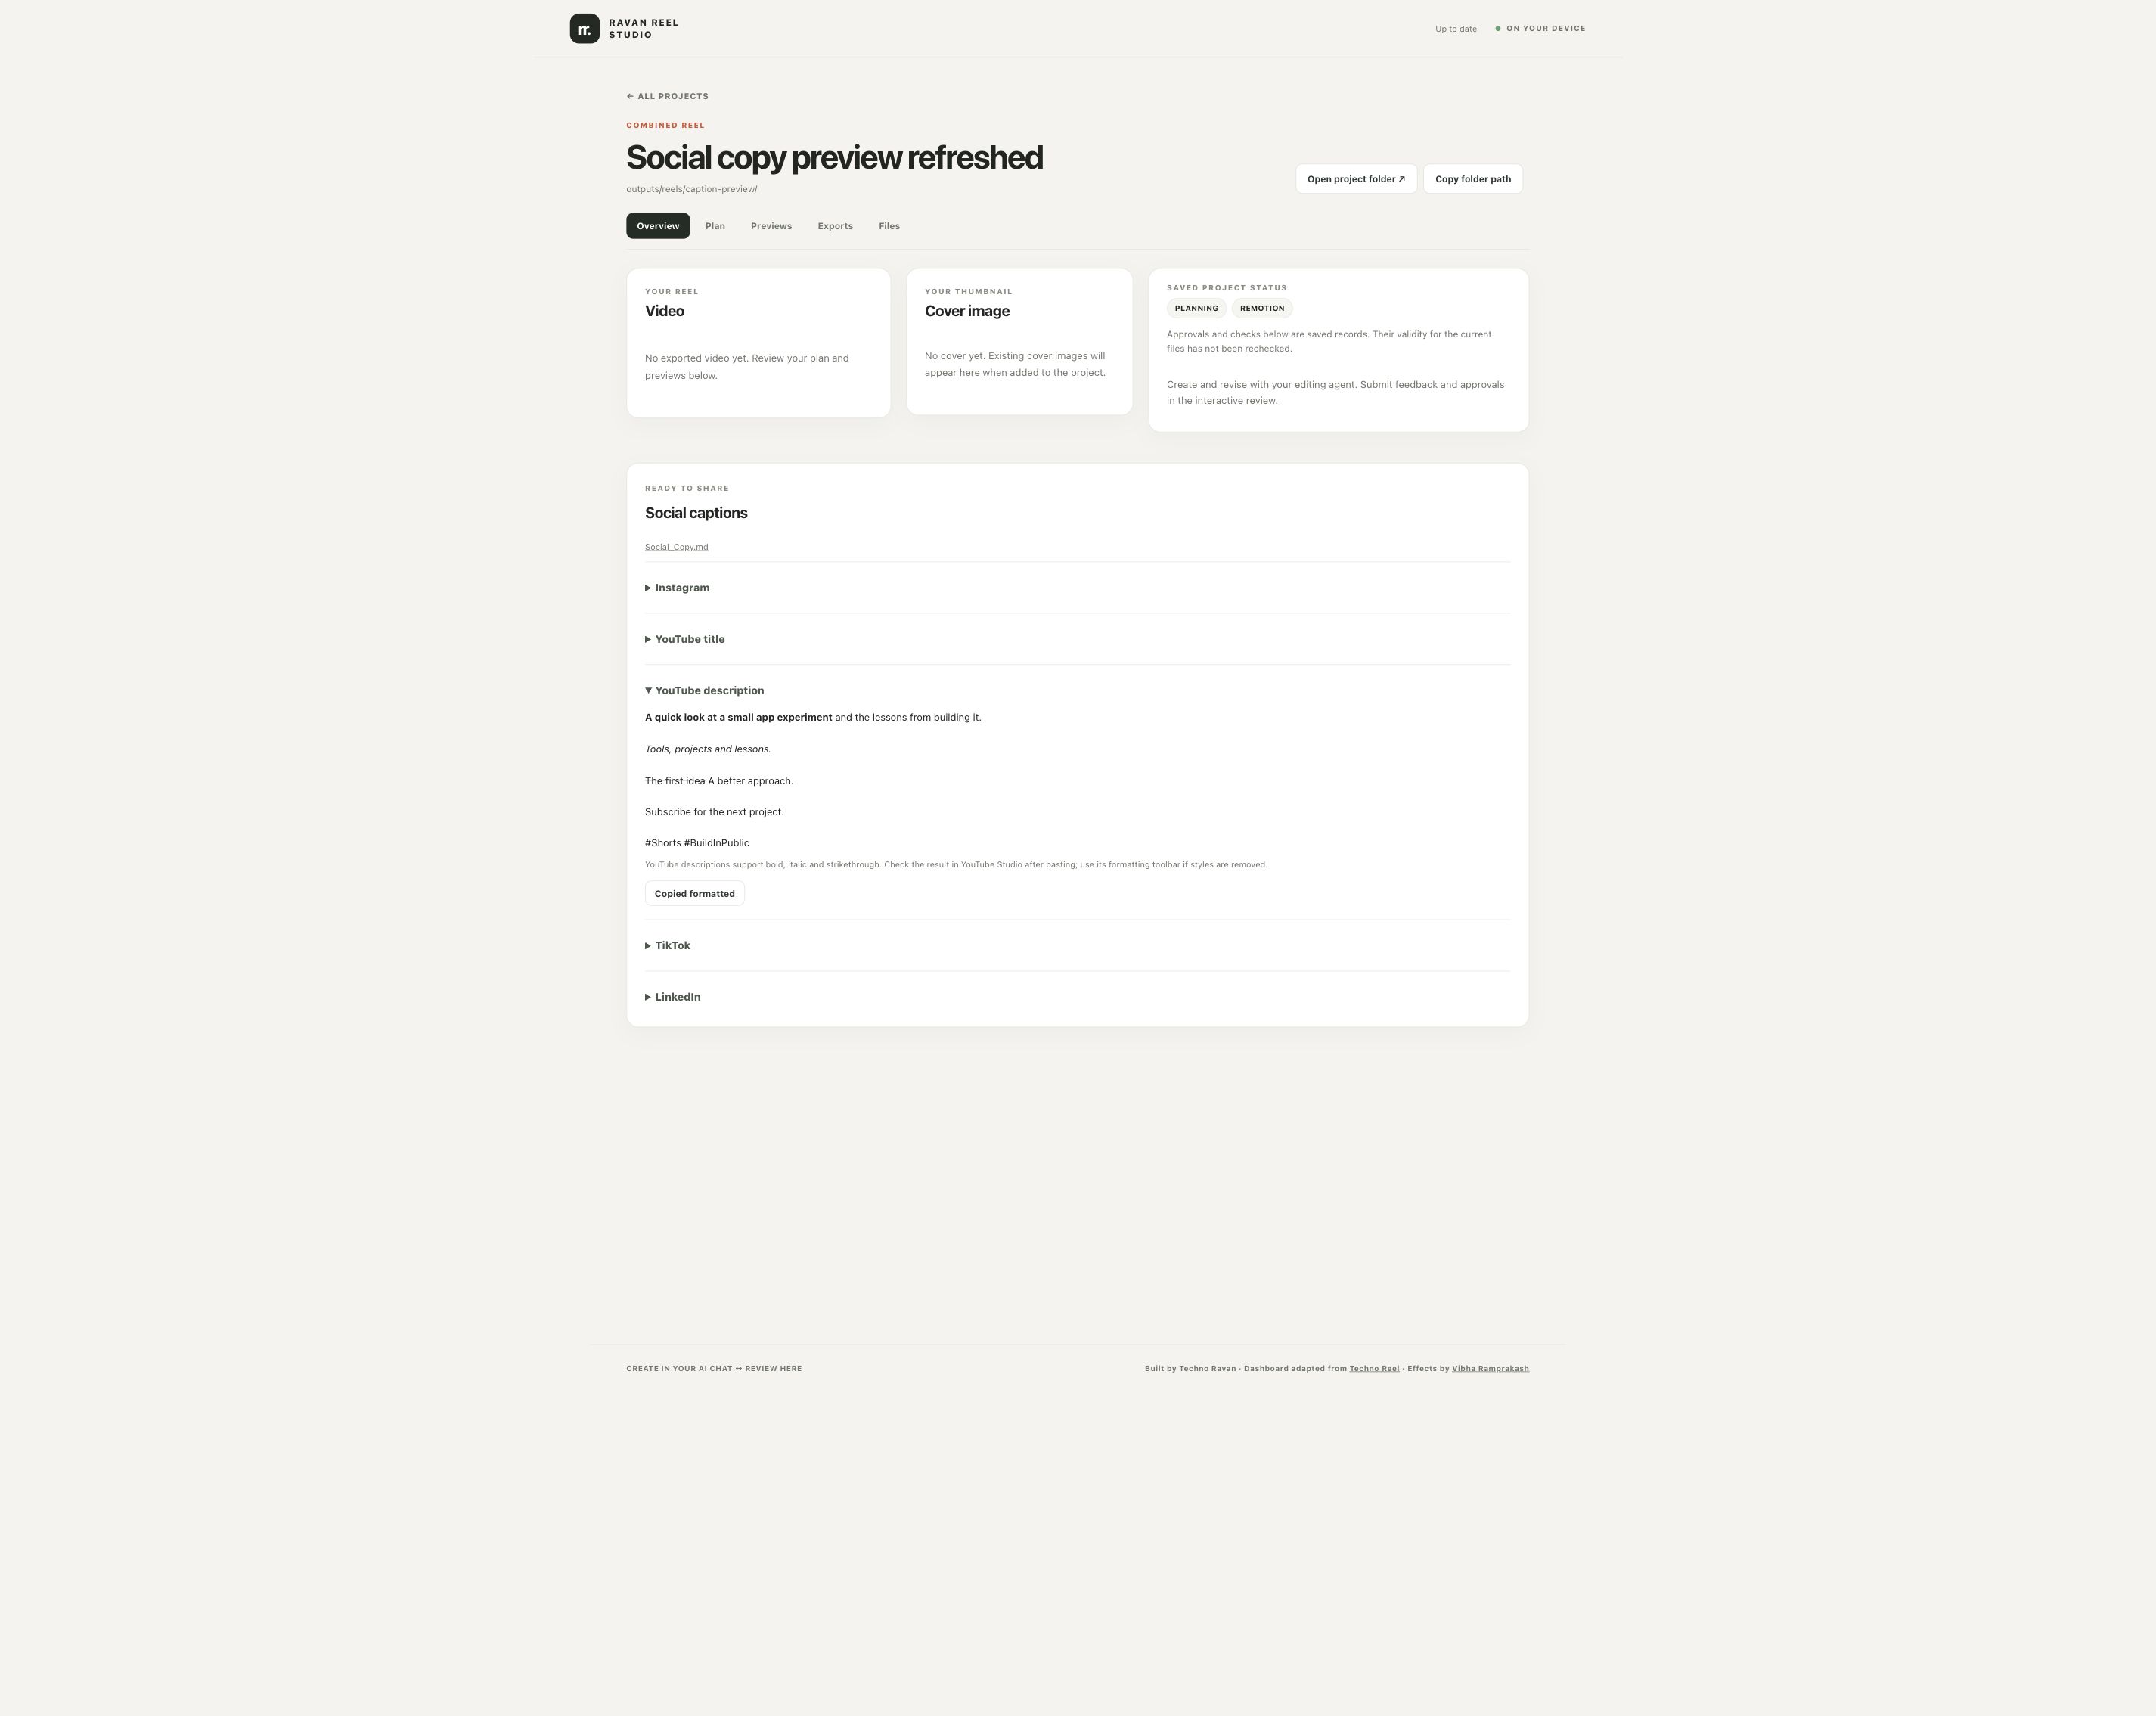 rr.
RAVAN REEL
STUDIO
Up to date
ON YOUR DEVICE
← ALL PROJECTS
COMBINED REEL
Social copy preview refreshed
outputs/reels/caption-preview/
Open project folder ↗
Copy folder path
Overview
Plan
Previews
Exports
Files
YOUR REEL
Video
No exported video yet. Review your plan and
previews below.
YOUR THUMBNAIL
Cover image
No cover yet. Existing cover images will
appear here when added to the project.
SAVED PROJECT STATUS
PLANNING
REMOTION
Approvals and checks below are saved records. Their validity for the current
files has not been rechecked.
Create and revise with your editing agent. Submit feedback and approvals
in the interactive review.
READY TO SHARE
Social captions
Social_Copy.md
▶ Instagram
▶ YouTube title
▼ YouTube description
A quick look at a small app experiment and the lessons from building it.
Tools, projects and lessons.
The first idea A better approach.
Subscribe for the next project.
#Shorts #BuildInPublic
YouTube descriptions support bold, italic and strikethrough. Check the result in YouTube Studio after pasting; use its formatting toolbar if styles are removed.
Copied formatted
▶ TikTok
▶ LinkedIn
CREATE IN YOUR AI CHAT ↔ REVIEW HERE
Built by Techno Ravan · Dashboard adapted from Techno Reel · Effects by Vibha Ramprakash